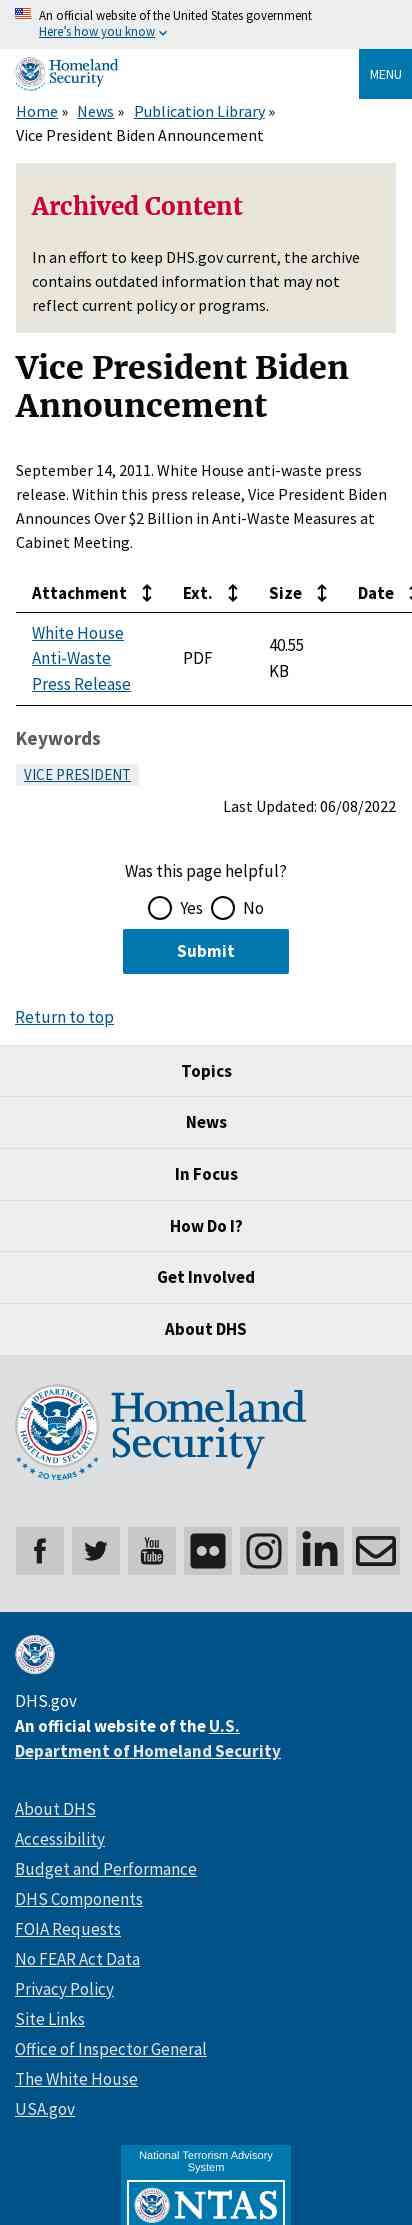 An official website of the United States government
Here's how you know
Homeland
Security
MENU
Home » News » Publication Library »
Vice President Biden Announcement
Archived Content
In an effort to keep DHS.gov current, the archive
contains outdated information that may not
reflect current policy or programs.
Vice President Biden
Announcement
September 14, 2011. White House anti-waste press
release. Within this press release, Vice President Biden
Announces Over $2 Billion in Anti-Waste Measures at
Cabinet Meeting.
Attachment Ext. Size Date
White House
Anti-Waste
Press Release
PDF
40.55
KB
Keywords
VICE PRESIDENT
Last Updated: 06/08/2022
Was this page helpful?
Yes No
Submit
Return to top
Topics
News
In Focus
How Do I?
Get Involved
About DHS
U.S. DEPARTMENT OF
HOMELAND SECURITY
20 YEARS
Homeland
Security
You
Tube
in
DHS.gov
An official website of the U.S.
Department of Homeland Security
About DHS
Accessibility
Budget and Performance
DHS Components
FOIA Requests
No FEAR Act Data
Privacy Policy
Site Links
Office of Inspector General
The White House
USA.gov
National Terrorism Advisory
System
NTAS